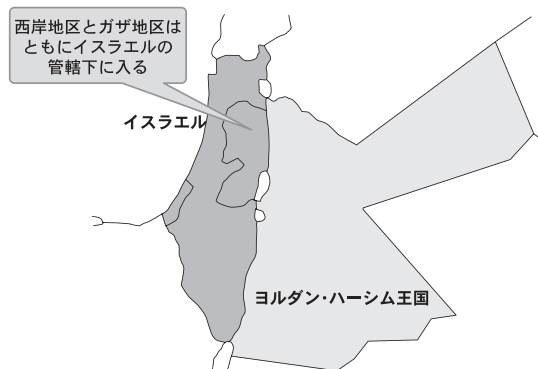 西岸地区とガザ地区は
ともにイスラエルの
管轄下に入る
イスラエル
ヨルダン・ハーシム王国